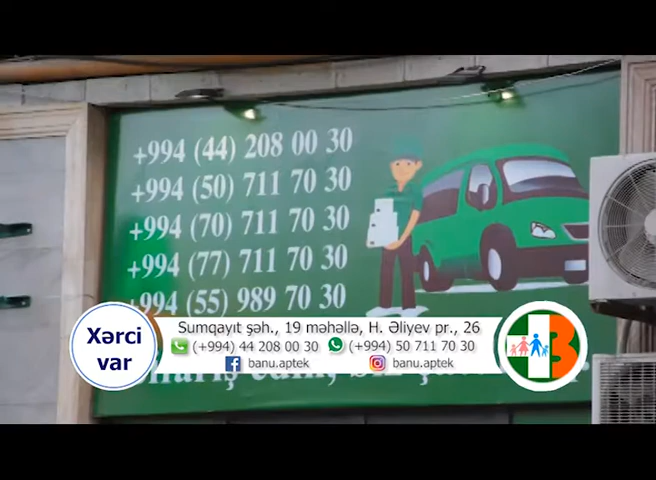 +994 (44) 208 00 30
+994 (50) 711 70 30
+994 (70) 711 70 30
+994 (77) 711 70 30
+994 (55) 989 70 30
Xərci
var
Sumqayıt şəh., 19 məhəllə, H. Əliyev pr., 26
(+994) 44 208 00 30 (+994) 50 711 70 30
banu.aptek banu.aptek
B